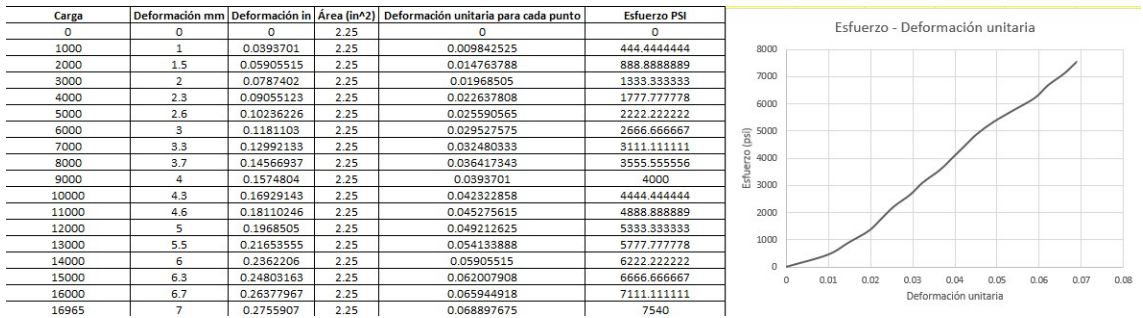 Carga Deformación mm Deformación in Área (in^2) Deformación unitaria para cada punto Esfuerzo PSI
0 0 0 2.25 0 0
1000 1 0.0393701 2.25 0.009842525 444.4444444
2000 1.5 0.05905515 2.25 0.014763788 888.8888889
3000 2 0.0787402 2.25 0.01968505 1333.333333
4000 2.3 0.09055123 2.25 0.022637808 1777.777778
5000 2.6 0.10236226 2.25 0.025590565 2222.222222
6000 3 0.1181103 2.25 0.029527575 2666.666667
7000 3.3 0.12992133 2.25 0.032480333 3111.111111
8000 3.7 0.14566937 2.25 0.036417343 3555.555556
9000 4 0.1574804 2.25 0.0393701 4000
10000 4.3 0.16929143 2.25 0.042322858 4444.444444
11000 4.6 0.18110246 2.25 0.045275615 4888.888889
12000 5 0.1968505 2.25 0.049212625 5333.333333
13000 5.5 0.21653555 2.25 0.054133888 5777.777778
14000 6 0.2362206 2.25 0.05905515 6222.222222
15000 6.3 0.24803163 2.25 0.062007908 6666.666667
16000 6.7 0.26377967 2.25 0.065944918 7111.111111
16965 7 0.2755907 2.25 0.068897675 7540
Esfuerzo - Deformación unitaria
Esfuerzo (psi)
8000
7000
6000
5000
4000
3000
2000
1000
0
0 0.01 0.02 0.03 0.04 0.05 0.06 0.07 0.08
Deformación unitaria